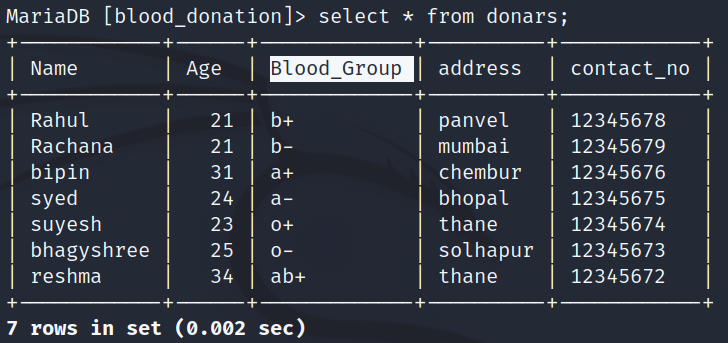 MariaDB [blood_donation]> select * from donars;
+------------+------+-------------+----------+------------+
| Name       | Age  | Blood_Group | address  | contact_no |
+------------+------+-------------+----------+------------+
| Rahul      |   21 | b+          | panvel   | 12345678   |
| Rachana    |   21 | b-          | mumbai   | 12345679   |
| bipin      |   31 | a+          | chembur  | 12345676   |
| syed       |   24 | a-          | bhopal   | 12345675   |
| suyesh     |   23 | o+          | thane    | 12345674   |
| bhagyshree |   25 | o-          | solhapur | 12345673   |
| reshma     |   34 | ab+         | thane    | 12345672   |
+------------+------+-------------+----------+------------+
7 rows in set (0.002 sec)